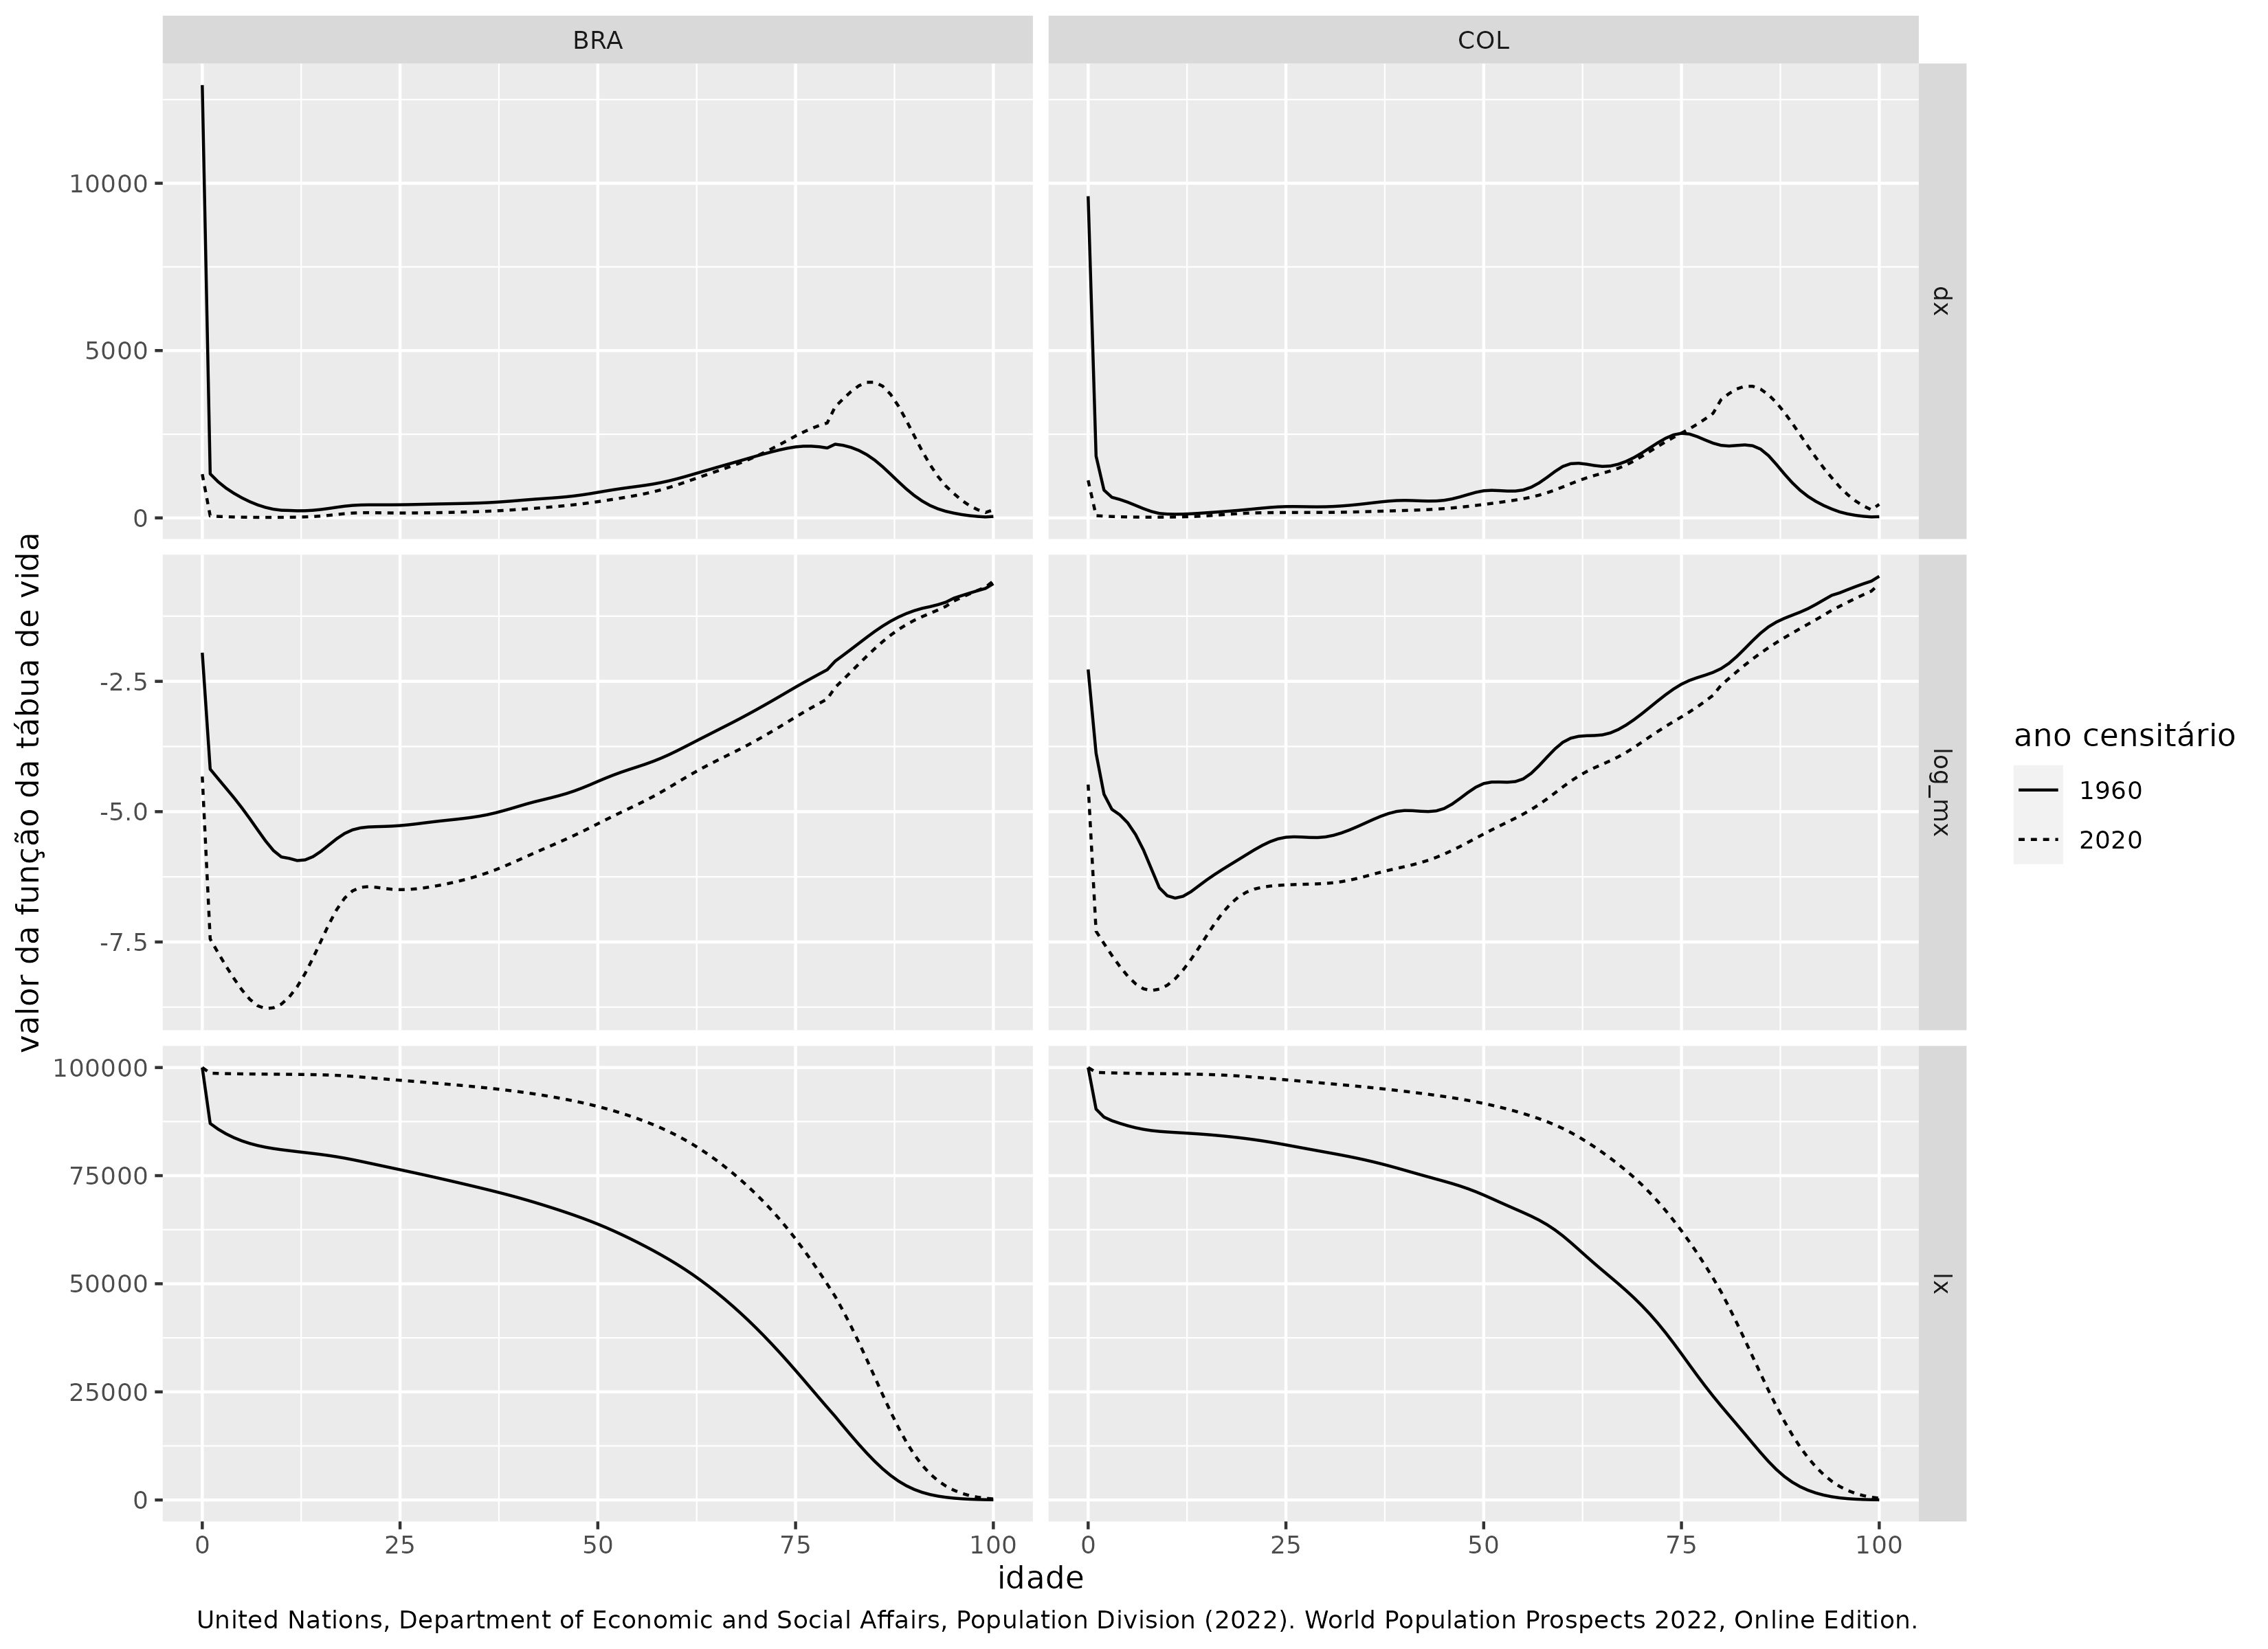 BRA
COL
10000
5000
0
dx
valor da função da tábua de vida
-2.5
-5.0
-7.5
log_mx
ano censitário
1960
2020
100000
75000
50000
25000
0
lx
0 25 50 75 100
0 25 50 75 100
idade
United Nations, Department of Economic and Social Affairs, Population Division (2022). World Population Prospects 2022, Online Edition.